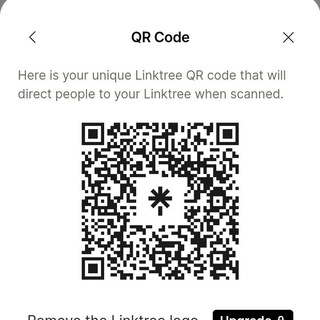 QR Code
Here is your unique Linktree QR code that will
direct people to your Linktree when scanned.
Remove the Linktree logo
Upgrade